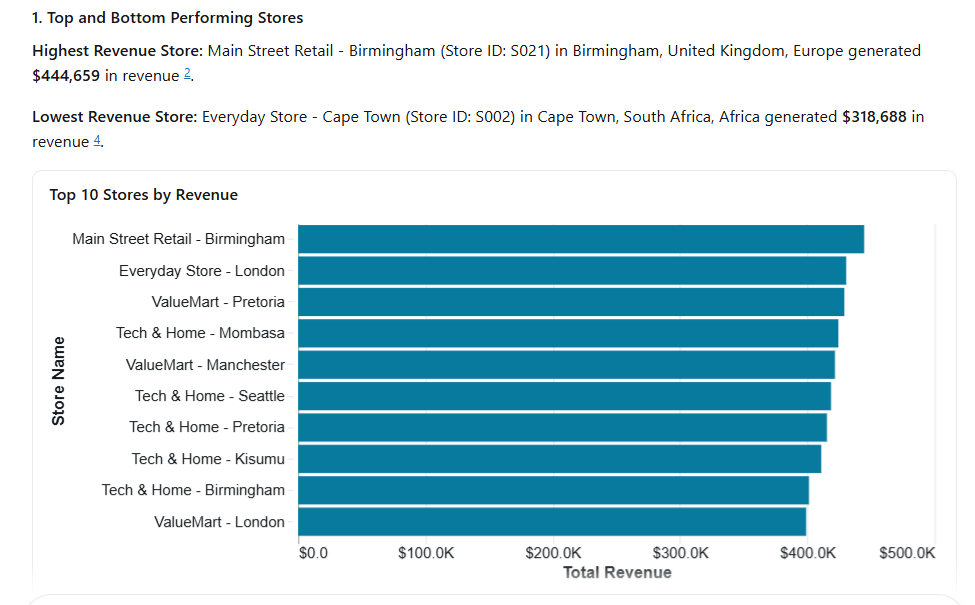 1. Top and Bottom Performing Stores
Highest Revenue Store: Main Street Retail - Birmingham (Store ID: S021) in Birmingham, United Kingdom, Europe generated
$444,659 in revenue 2.
Lowest Revenue Store: Everyday Store - Cape Town (Store ID: S002) in Cape Town, South Africa, Africa generated $318,688 in
revenue 4.
Top 10 Stores by Revenue
Store Name
Main Street Retail - Birmingham
Everyday Store - London
ValueMart - Pretoria
Tech & Home - Mombasa
ValueMart - Manchester
Tech & Home - Seattle
Tech & Home - Pretoria
Tech & Home - Kisumu
Tech & Home - Birmingham
ValueMart - London
$0.0 $100.0K $200.0K $300.0K $400.0K $500.0K
Total Revenue